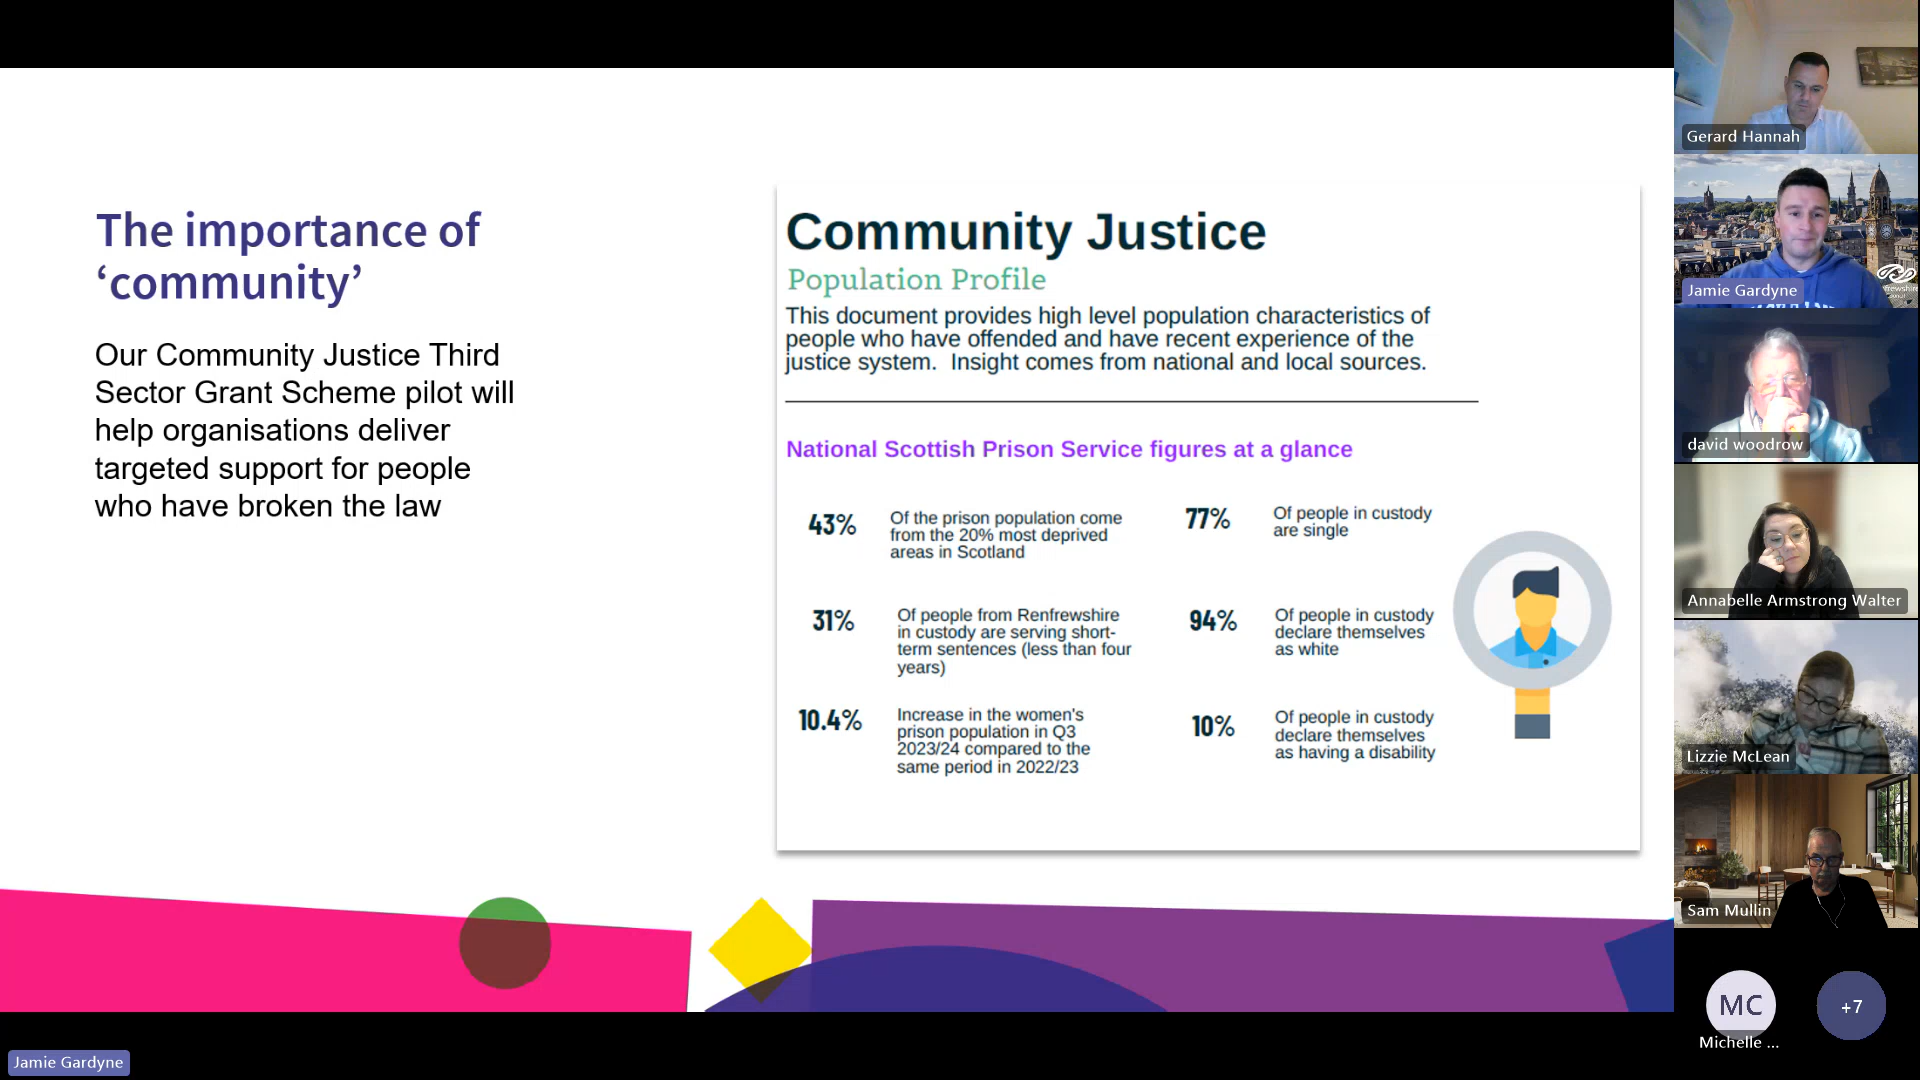 The importance of
‘community’
Our Community Justice Third
Sector Grant Scheme pilot will
help organisations deliver
targeted support for people
who have broken the law
Community Justice
Population Profile
This document provides high level population characteristics of
people who have offended and have recent experience of the
justice system.  Insight comes from national and local sources.
National Scottish Prison Service figures at a glance
43%
Of the prison population come
from the 20% most deprived
areas in Scotland
31%
Of people from Renfrewshire
in custody are serving short-
term sentences (less than four
years)
10.4%
Increase in the women's
prison population in Q3
2023/24 compared to the
same period in 2022/23
77%
Of people in custody
are single
94%
Of people in custody
declare themselves
as white
10%
Of people in custody
declare themselves
as having a disability
Gerard Hannah
Jamie Gardyne
david woodrow
Annabelle Armstrong Walter
Lizzie McLean
Sam Mullin
MC
Michelle ...
+7
Jamie Gardyne